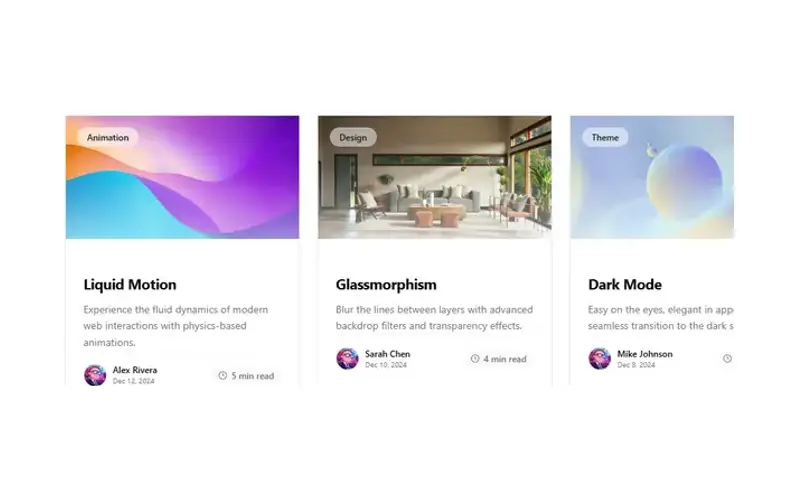 Animation
Liquid Motion
Experience the fluid dynamics of modern
web interactions with physics-based
animations.
Alex Rivera
Dec 12, 2024
5 min read
Design
Glassmorphism
Blur the lines between layers with advanced
backdrop filters and transparency effects.
Sarah Chen
Dec 10, 2024
4 min read
Theme
Dark Mode
Easy on the eyes, elegant in app
seamless transition to the dark s
Mike Johnson
Dec 8, 2024